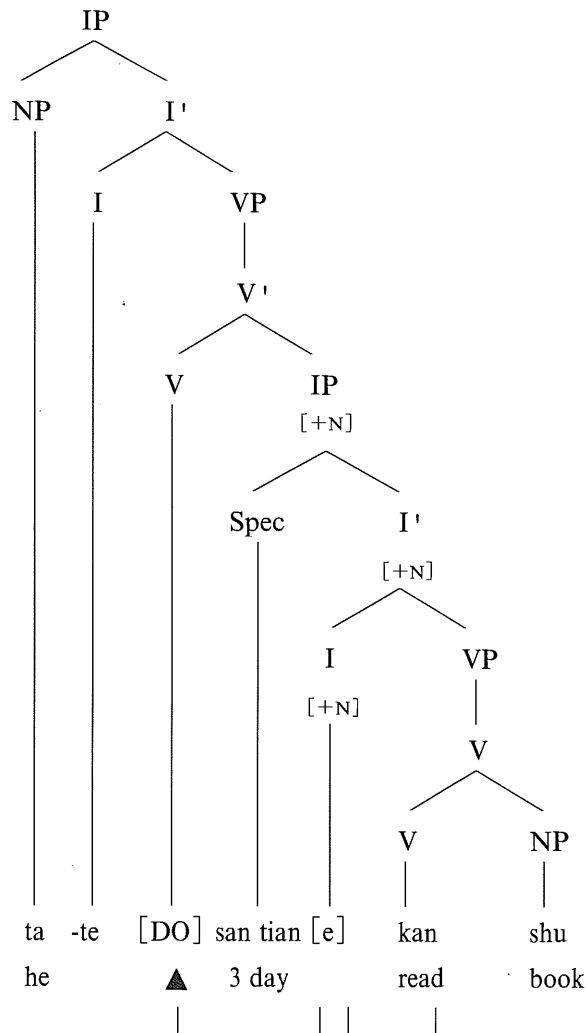 IP
NP I'
I VP
V'
V IP
[+N]
Spec I'
[+N]
I VP
[+N]
V
V NP
ta -te [DO] san tian [e] kan shu
he 3 day read book